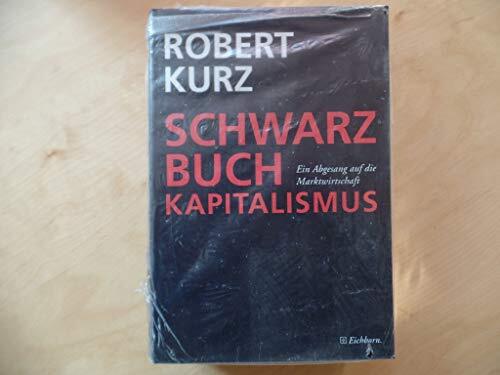 ROBERT
KURZ
SCHWARZ
BUCH
Ein Abgesang auf die
Marktwirtschaft
KAPITALISMUS
Eichborn.